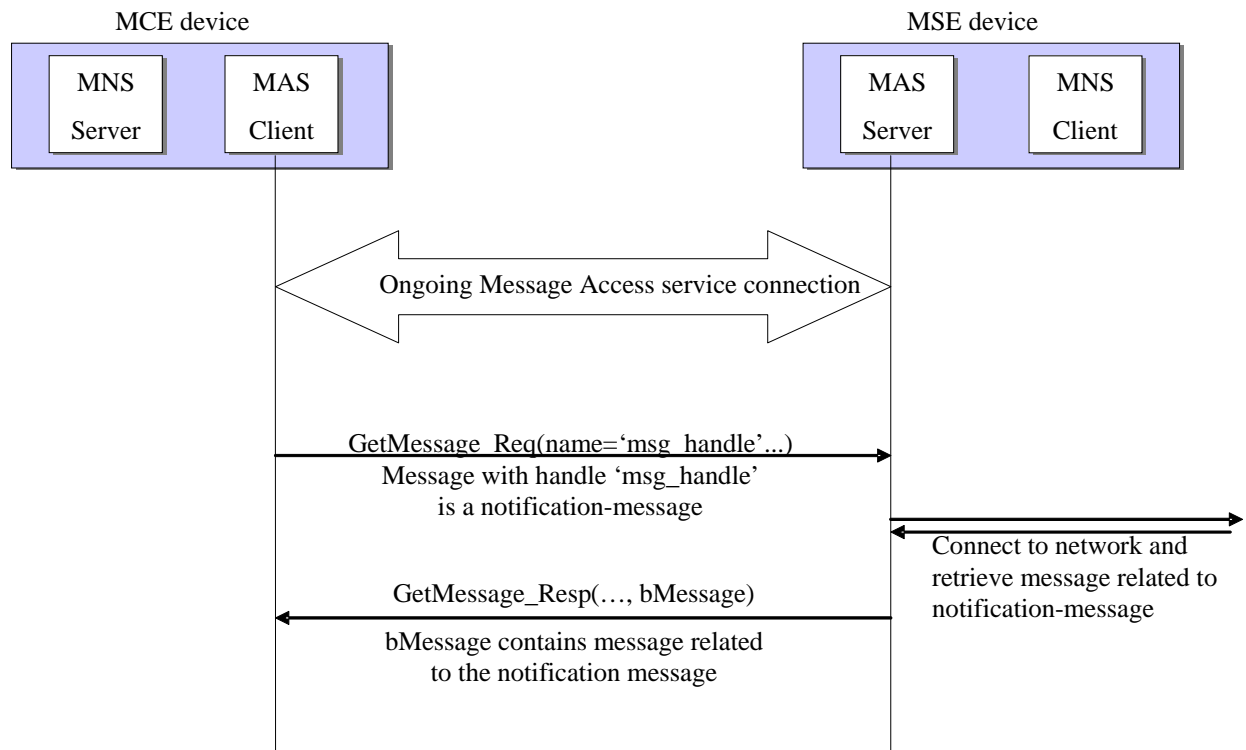 MCE device
MSE device
MNS
Server
MAS
Client
MAS
Server
MNS
Client
Ongoing Message Access service connection
GetMessage_Req(name=‘msg_handle’...)
Message with handle ‘msg_handle’
is a notification-message
Connect to network and
retrieve message related to
notification-message
GetMessage_Resp(…, bMessage)
bMessage contains message related
to the notification message